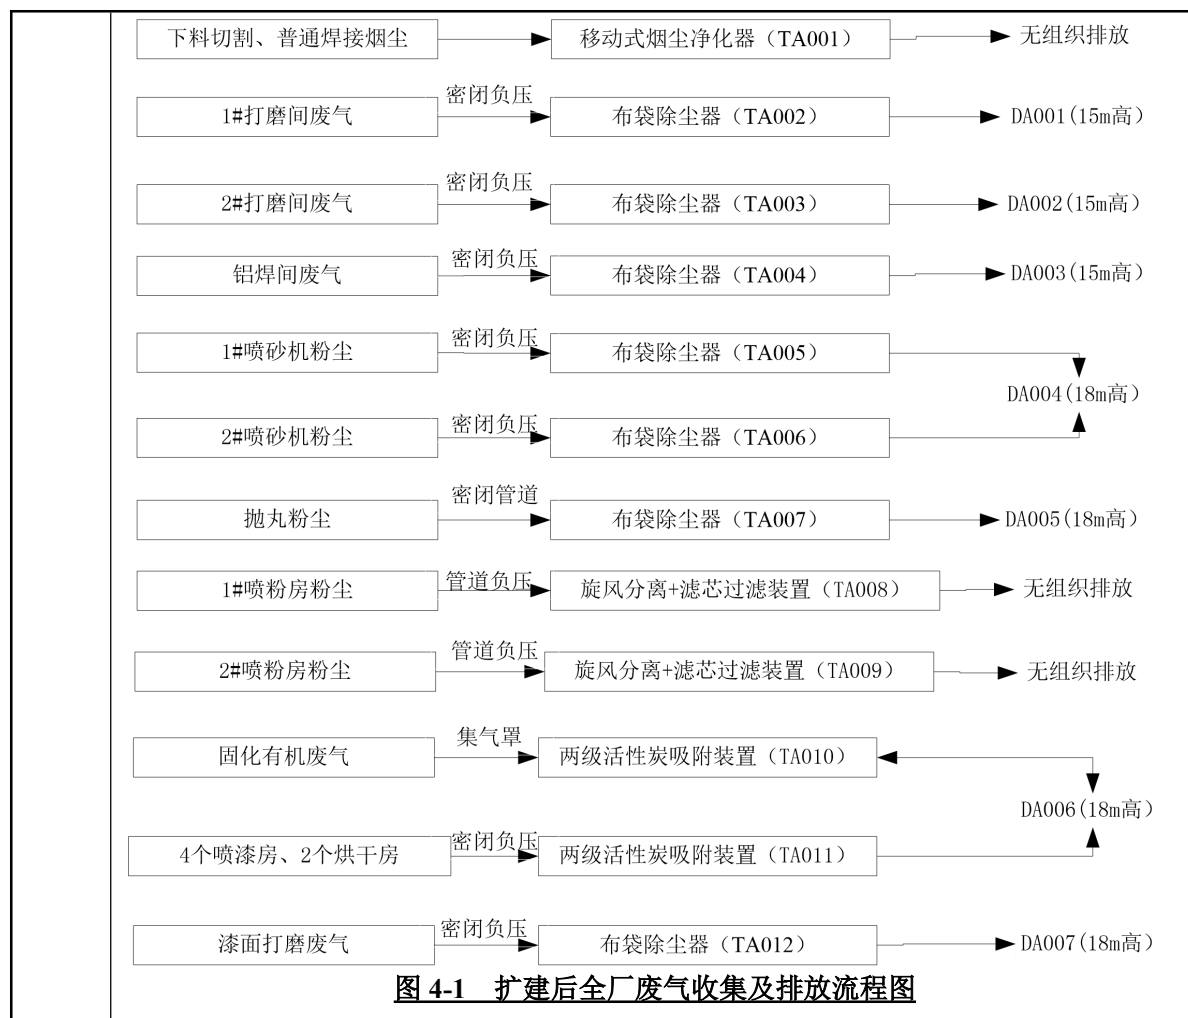 下料切割、普通焊接烟尘 移动式烟尘净化器（TA001） 无组织排放
密闭负压
1#打磨间废气 布袋除尘器（TA002） DA001(15m高)
密闭负压
2#打磨间废气 布袋除尘器（TA003） DA002(15m高)
密闭负压
铝焊间废气 布袋除尘器（TA004） DA003(15m高)
密闭负压
1#喷砂机粉尘 布袋除尘器（TA005）
DA004(18m高)
密闭负压
2#喷砂机粉尘 布袋除尘器（TA006）
密闭管道
抛丸粉尘 布袋除尘器（TA007） DA005(18m高)
管道负压
1#喷粉房粉尘 旋风分离+滤芯过滤装置（TA008） 无组织排放
管道负压
2#喷粉房粉尘 旋风分离+滤芯过滤装置（TA009） 无组织排放
集气罩
固化有机废气 两级活性炭吸附装置（TA010）
DA006(18m高)
密闭负压
4个喷漆房、2个烘干房 两级活性炭吸附装置（TA011）
密闭负压
漆面打磨废气 布袋除尘器（TA012） DA007(18m高)
图 4-1 扩建后全厂废气收集及排放流程图